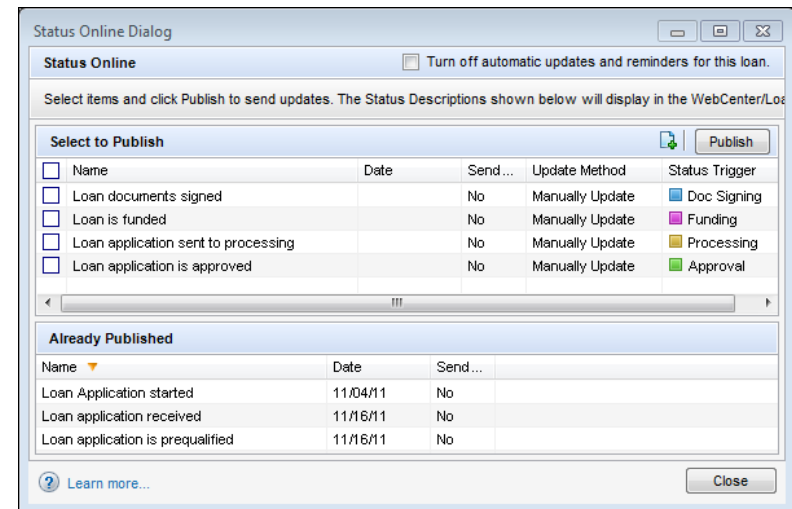 Status Online Dialog
Status Online Turn off automatic updates and reminders for this loan.
Select items and click Publish to send updates. The Status Descriptions shown below will display in the WebCenter/Loa
Select to Publish Publish
Name Date Send... Update Method Status Trigger
Loan documents signed No Manually Update Doc Signing
Loan is funded No Manually Update Funding
Loan application sent to processing No Manually Update Processing
Loan application is approved No Manually Update Approval
Already Published
Name Date Send...
Loan Application started 11/04/11 No
Loan application received 11/16/11 No
Loan application is prequalified 11/16/11 No
Learn more... Close